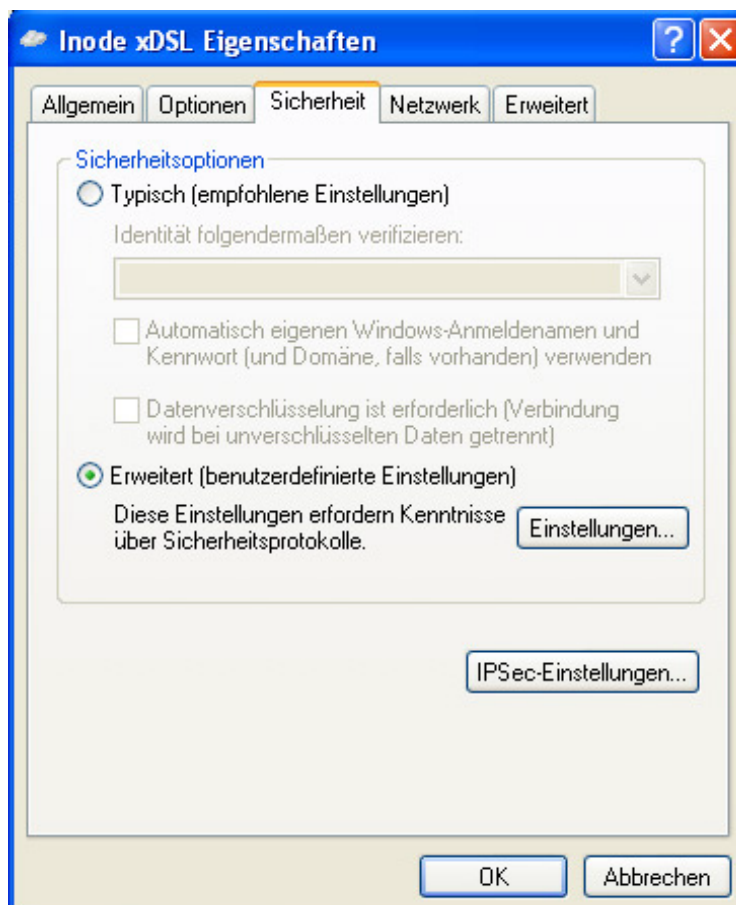 Inode xDSL Eigenschaften
Allgemein Optionen Sicherheit Netzwerk Erweitert
Sicherheitsoptionen
Typisch (empfohlene Einstellungen)
Identität folgendermaßen verifizieren:
Automatisch eigenen Windows-Anmeldenamen und
Kennwort (und Domäne, falls vorhanden) verwenden
Datenverschlüsselung ist erforderlich (Verbindung
wird bei unverschlüsselten Daten getrennt)
Erweitert (benutzerdefinierte Einstellungen)
Diese Einstellungen erfordern Kenntnisse
über Sicherheitsprotokolle.
Einstellungen...
IPSec-Einstellungen...
OK Abbrechen